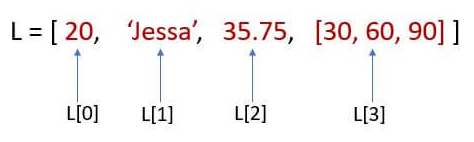 L = [ 20, ‘Jessa’, 35.75, [30, 60, 90] ]
L[0] L[1] L[2] L[3]